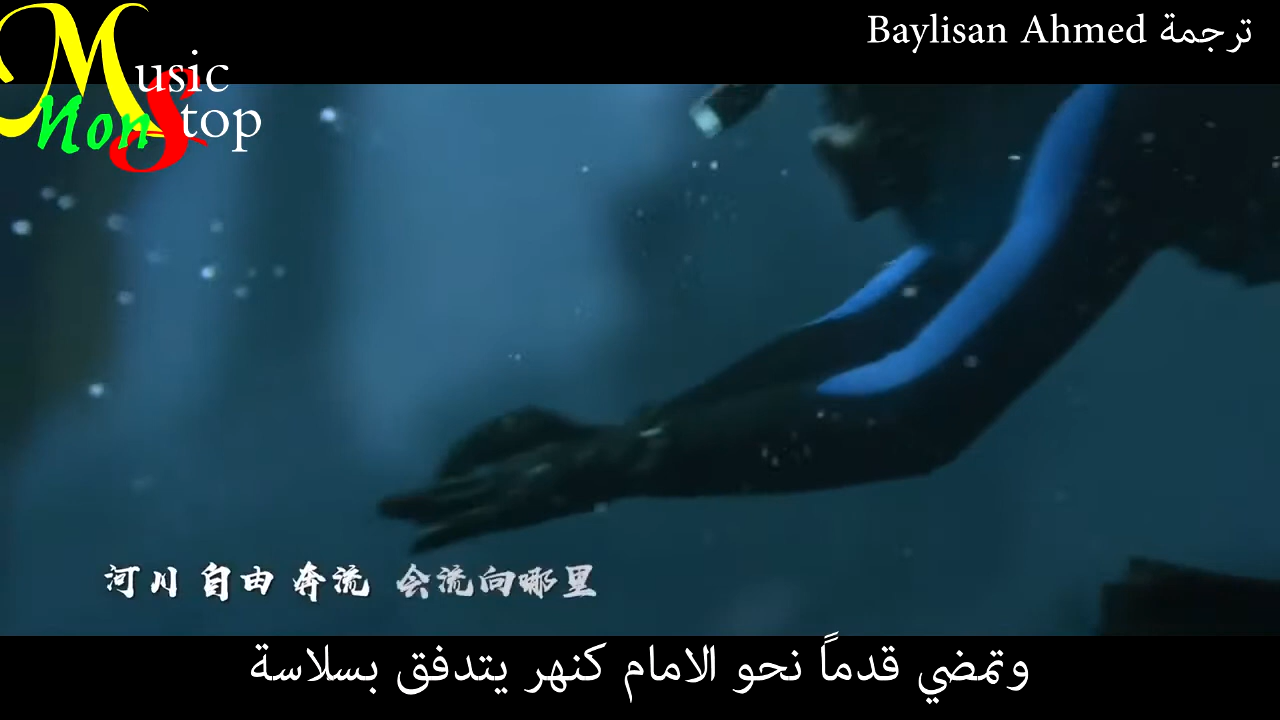 ترجمة Baylisan Ahmed
Music
Non Stop
河川 自由 奔流 会流向哪里
وتمضي قدماً نحو الامام كنهر يتدفق بسلاسة